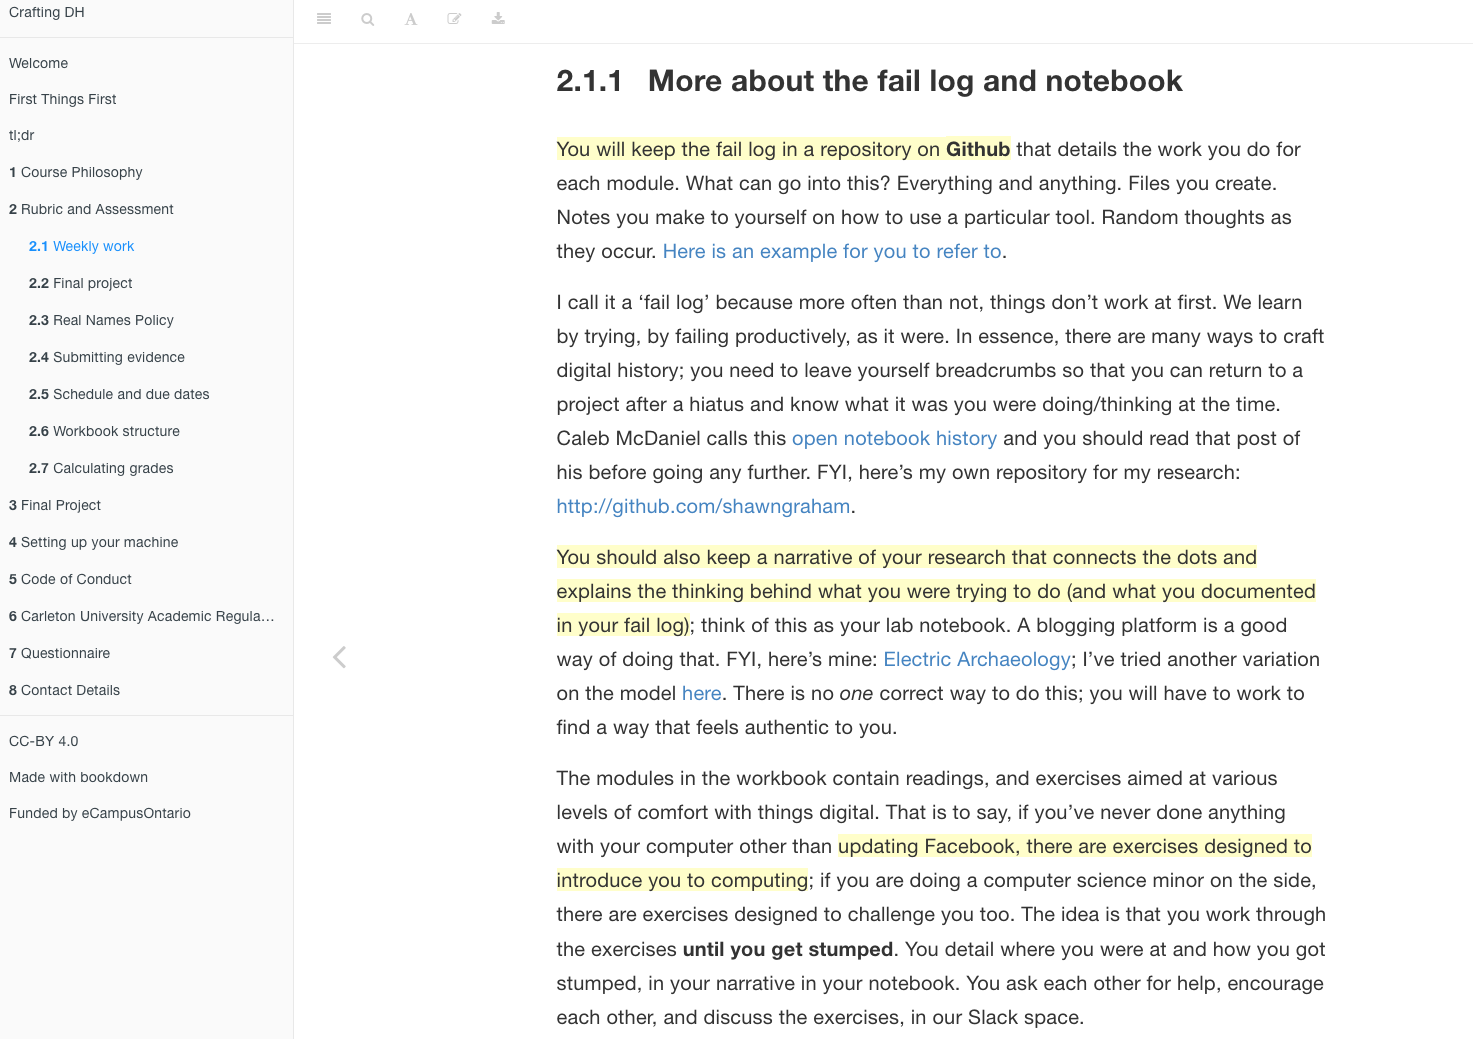 Crafting DH
Welcome
First Things First
tl;dr
1 Course Philosophy
2 Rubric and Assessment
2.1 Weekly work
2.2 Final project
2.3 Real Names Policy
2.4 Submitting evidence
2.5 Schedule and due dates
2.6 Workbook structure
2.7 Calculating grades
3 Final Project
4 Setting up your machine
5 Code of Conduct
6 Carleton University Academic Regula…
7 Questionnaire
8 Contact Details
CC-BY 4.0
Made with bookdown
Funded by eCampusOntario
2.1.1 More about the fail log and notebook
You will keep the fail log in a repository on Github that details the work you do for
each module. What can go into this? Everything and anything. Files you create.
Notes you make to yourself on how to use a particular tool. Random thoughts as
they occur. Here is an example for you to refer to.
I call it a ‘fail log’ because more often than not, things don’t work at first. We learn
by trying, by failing productively, as it were. In essence, there are many ways to craft
digital history; you need to leave yourself breadcrumbs so that you can return to a
project after a hiatus and know what it was you were doing/thinking at the time.
Caleb McDaniel calls this open notebook history and you should read that post of
his before going any further. FYI, here’s my own repository for my research:
http://github.com/shawngraham.
You should also keep a narrative of your research that connects the dots and
explains the thinking behind what you were trying to do (and what you documented
in your fail log); think of this as your lab notebook. A blogging platform is a good
way of doing that. FYI, here’s mine: Electric Archaeology; I’ve tried another variation
on the model here. There is no one correct way to do this; you will have to work to
find a way that feels authentic to you.
The modules in the workbook contain readings, and exercises aimed at various
levels of comfort with things digital. That is to say, if you’ve never done anything
with your computer other than updating Facebook, there are exercises designed to
introduce you to computing; if you are doing a computer science minor on the side,
there are exercises designed to challenge you too. The idea is that you work through
the exercises until you get stumped. You detail where you were at and how you got
stumped, in your narrative in your notebook. You ask each other for help, encourage
each other, and discuss the exercises, in our Slack space.